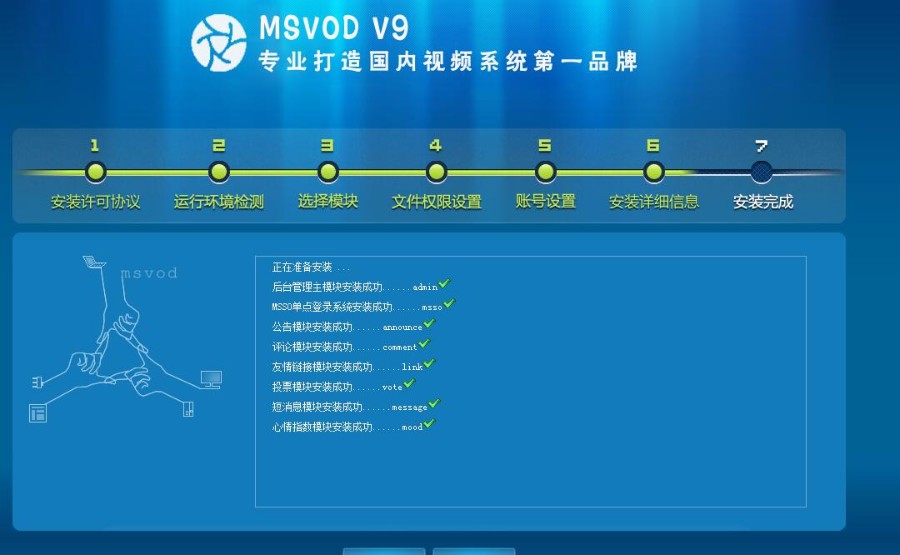 MSVOD V9
专业打造国内视频系统第一品牌
1 2 3 4 5 6 7
安装许可协议 运行环境检测 选择模块 文件权限设置 账号设置 安装详细信息 安装完成
msvod
正在准备安装 ...
后台管理主模块安装成功......admin
MSSO单点登录系统安装成功......msso
公告模块安装成功......announce
评论模块安装成功......comment
友情链接模块安装成功......link
投票模块安装成功......vote
短消息模块安装成功......message
心情指数模块安装成功......mood